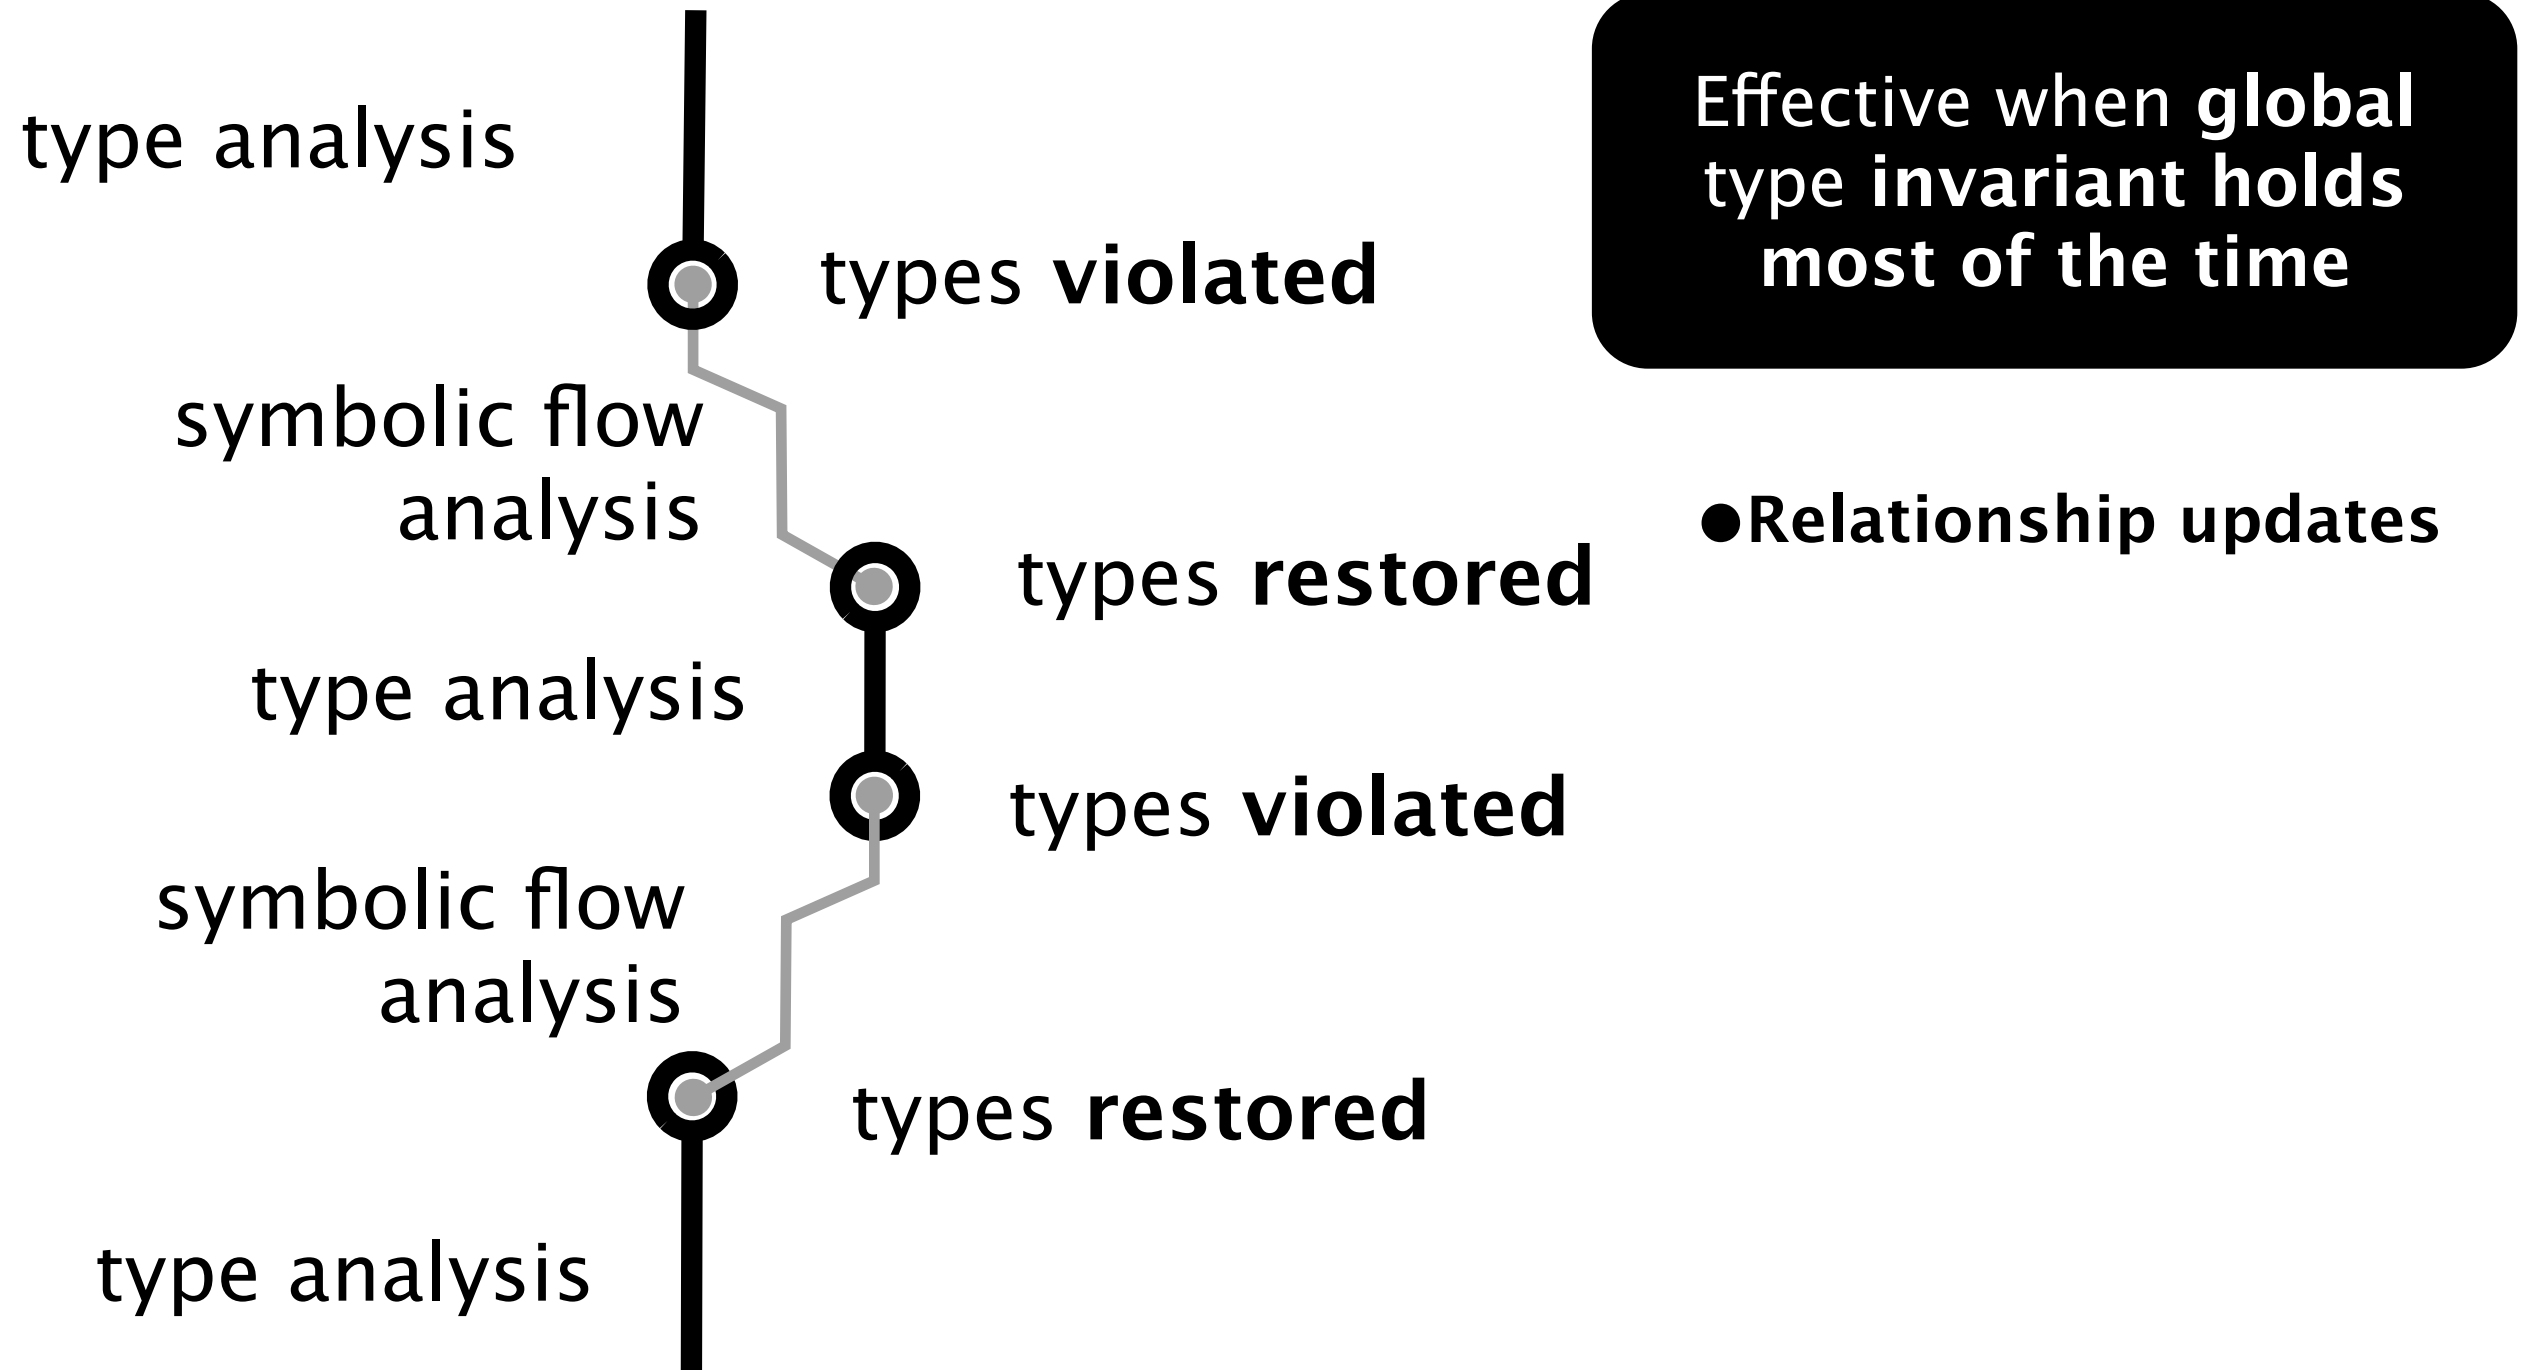 type analysis
types violated
symbolic flow
analysis
types restored
type analysis
types violated
symbolic flow
analysis
types restored
type analysis
Effective when global
type invariant holds
most of the time
●Relationship updates